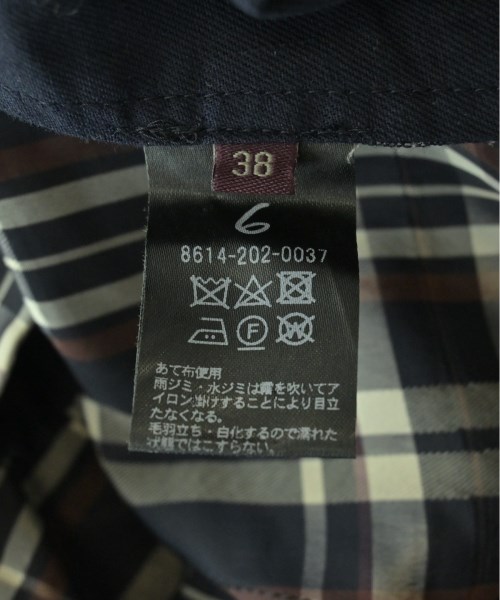 38
6
8614-202-0037
F
W
あて布使用
雨ジミ・水ジミは霧を吹いてア
イロン掛けすることにより目立
たなくなる。
毛羽立ち・白化するので濡れた
状態ではこすらない。